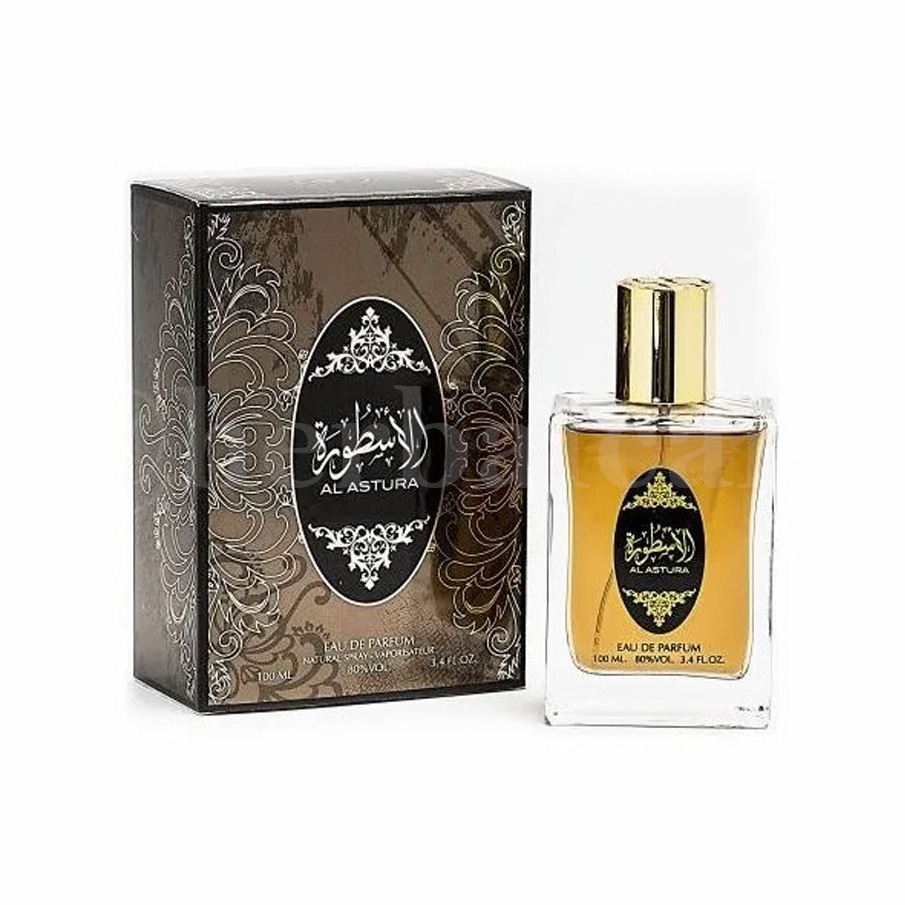 الأسطورة
AL ASTURA
EAU DE PARFUM
NATURAL SPRAY - VAPORISATEUR
100 ML 80%VOL 3.4 FL.OZ.
الأسطورة
AL ASTURA
EAU DE PARFUM
100 ML. 80%VOL. 3.4 FL.OZ.